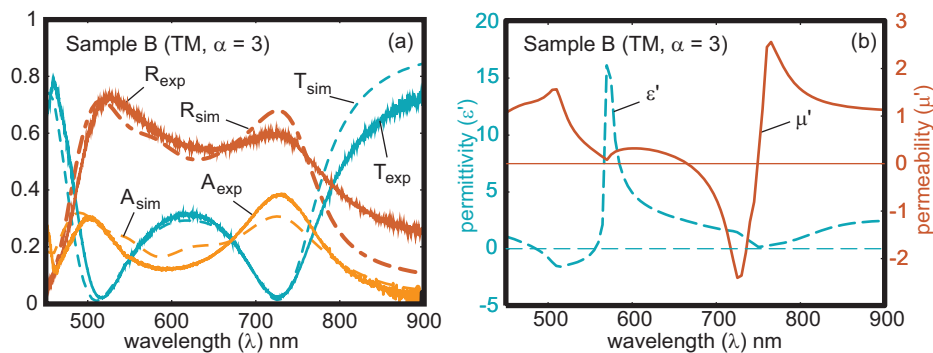 Sample B (TM, α = 3) (a)
1
0.8
0.6
0.4
0.2
0
R_exp
R_sim
T_sim
T_exp
A_sim
A_exp
500 600 700 800 900
wavelength (λ) nm
Sample B (TM, α = 3) (b)
20
15
10
5
0
-5
permittivity (ε')
ε'
μ'
3
2
1
0
-1
-2
permeability (μ')
500 600 700 800 900
wavelength (λ) nm